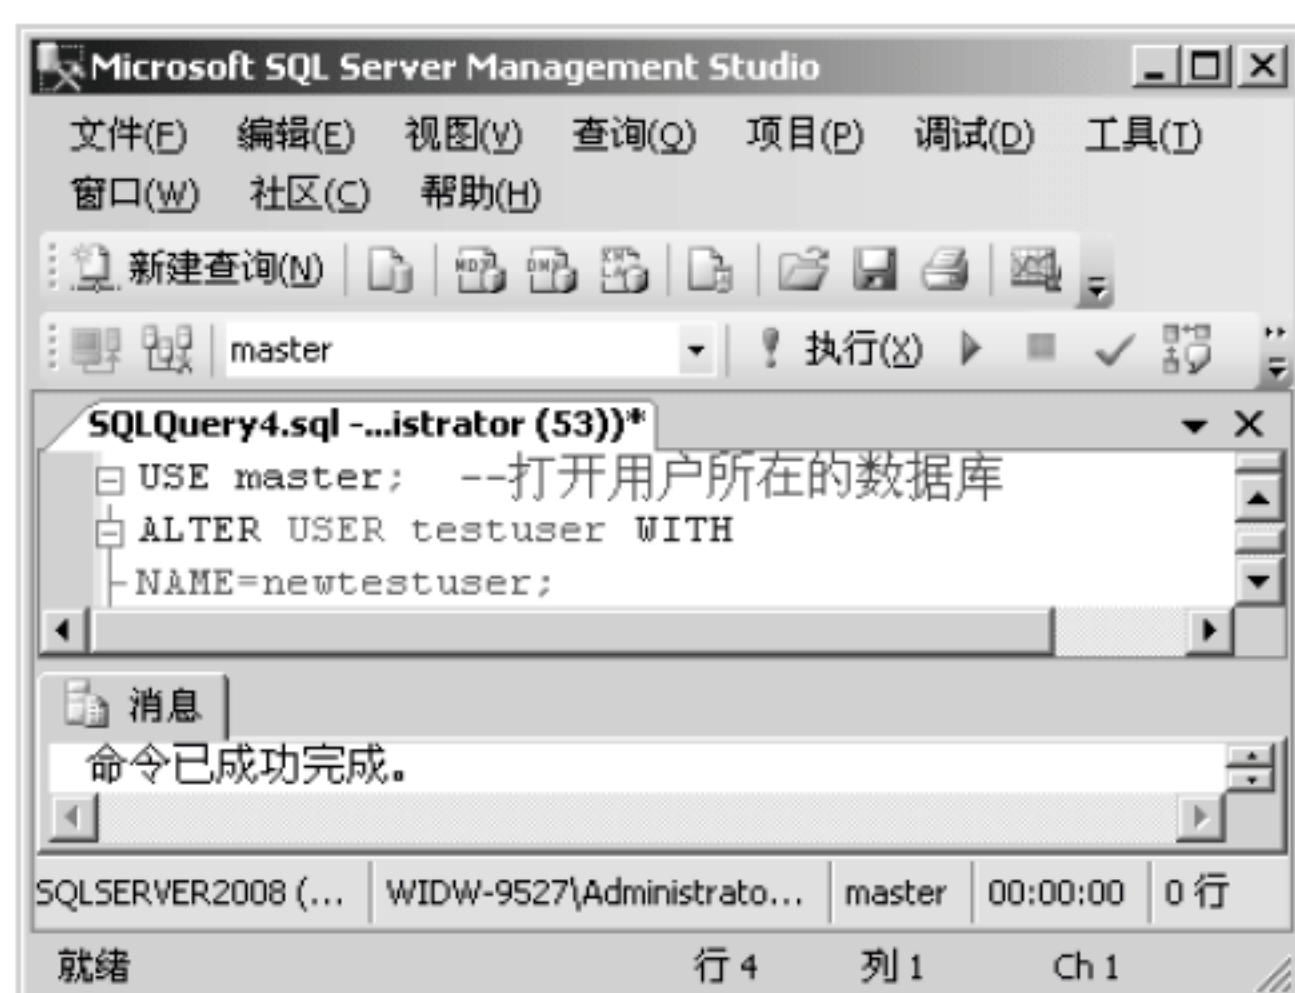 Microsoft SQL Server Management Studio
文件(F) 编辑(E) 视图(V) 查询(Q) 项目(P) 调试(D) 工具(T)
窗口(W) 社区(C) 帮助(H)
新建查询(N)
master 执行(X)
SQLQuery4.sql -...istrator (53))*
USE master; --打开用户所在的数据库
ALTER USER testuser WITH
NAME=newtestuser;
消息
命令已成功完成。
SQLSERVER2008 (... WIDW-9527\Administrato... master 00:00:00 0 行
就绪 行 4 列 1 Ch 1